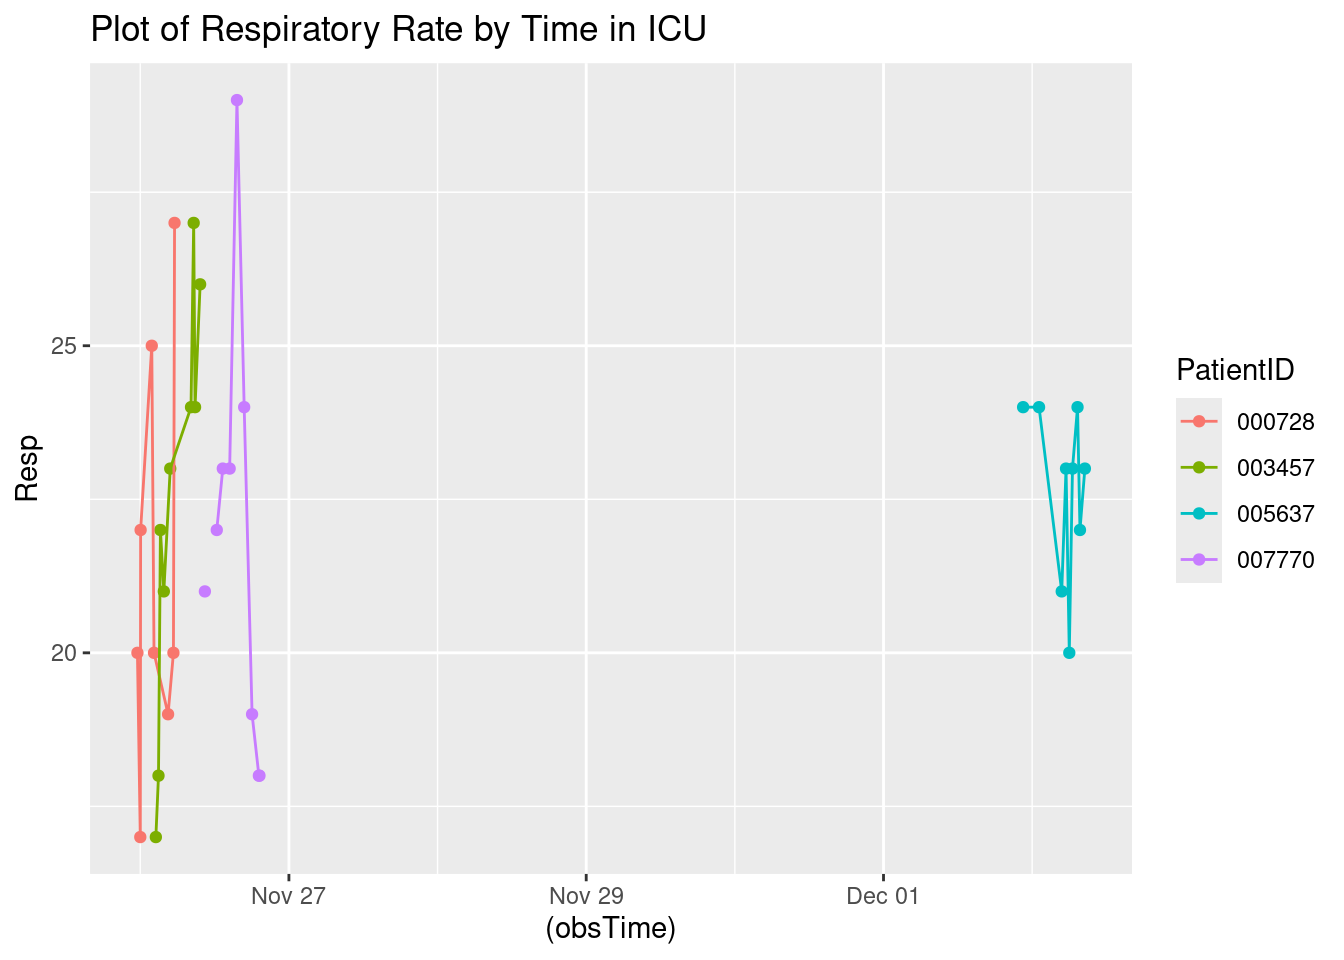 Plot of Respiratory Rate by Time in ICU
Resp
25
20
Nov 27
Nov 29
Dec 01
(obsTime)
PatientID
000728
003457
005637
007770